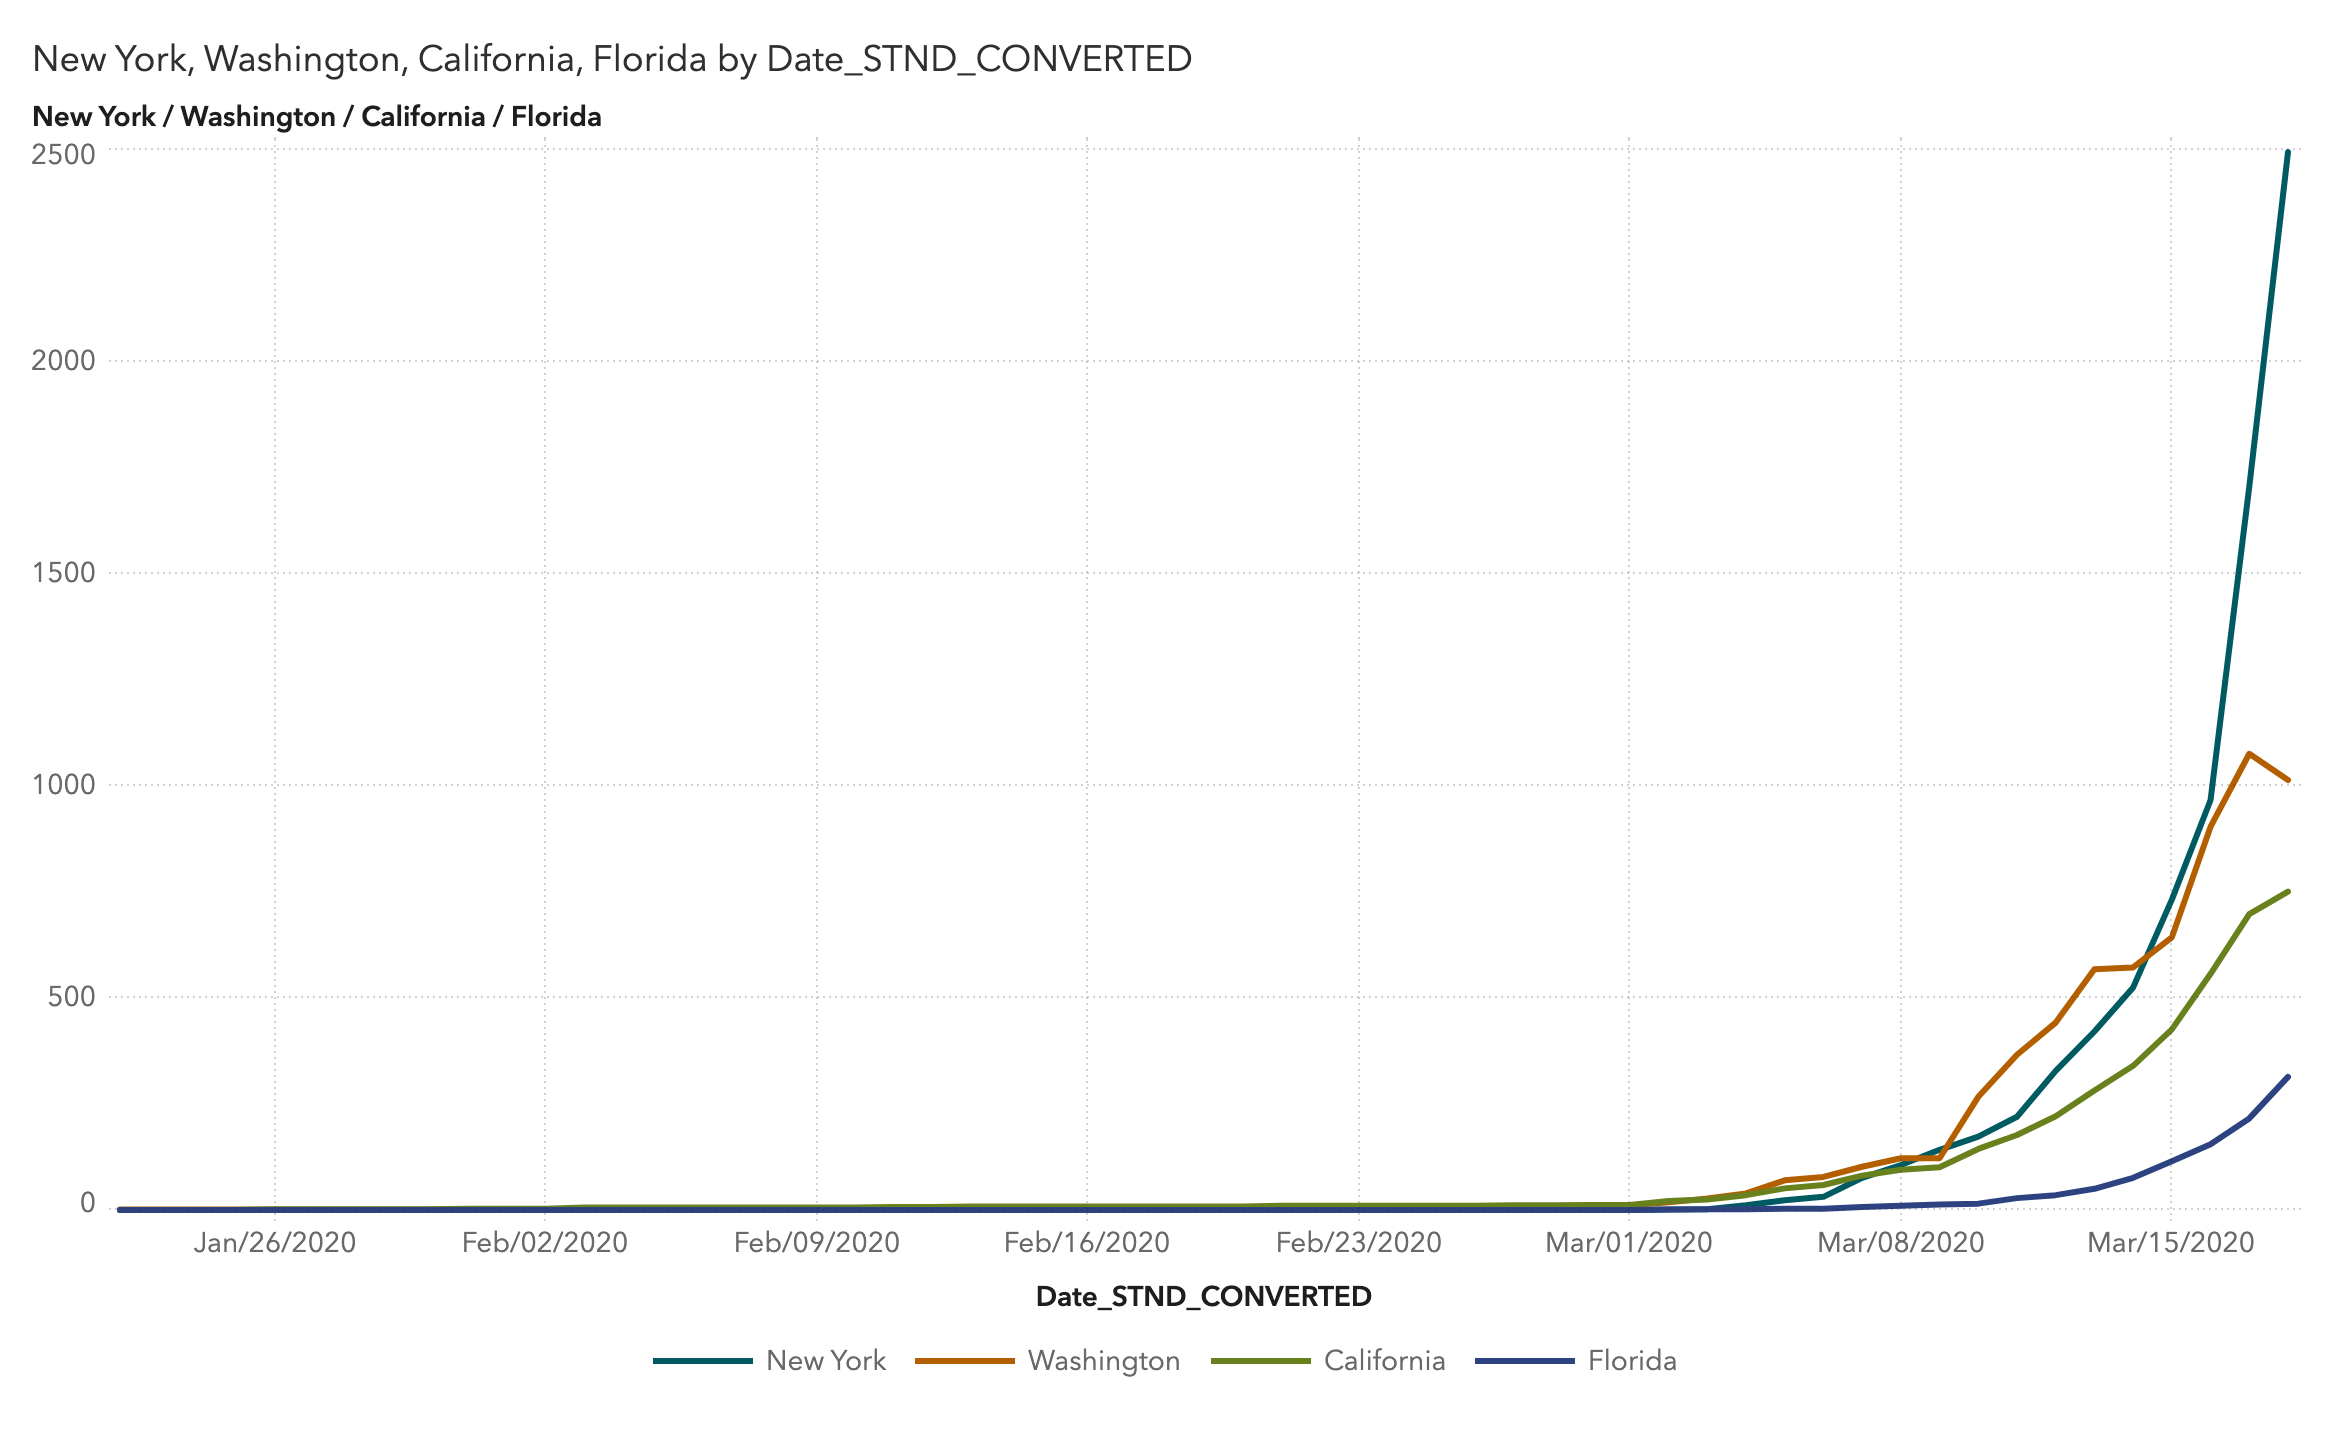 New York, Washington, California, Florida by Date_STND_CONVERTED
New York / Washington / California / Florida
2500
2000
1500
1000
500
0
Jan/26/2020 Feb/02/2020 Feb/09/2020 Feb/16/2020 Feb/23/2020 Mar/01/2020 Mar/08/2020 Mar/15/2020
Date_STND_CONVERTED
New York Washington California Florida